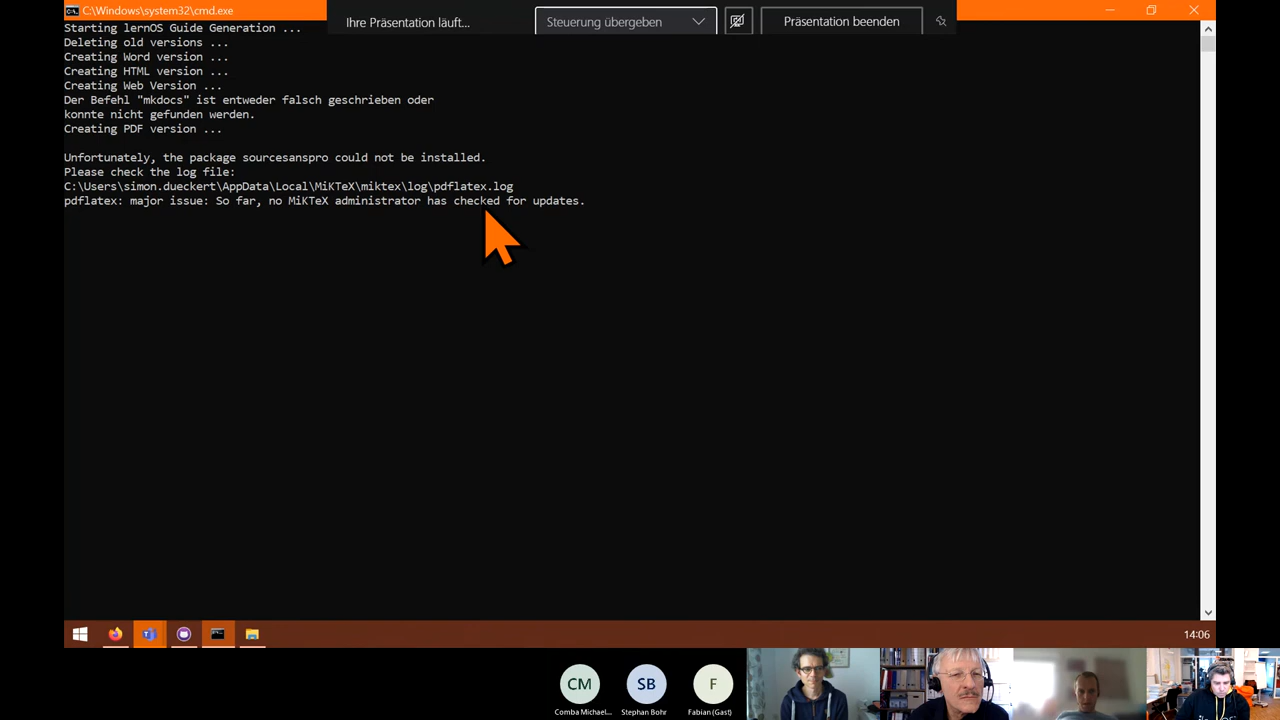 C:\Windows\system32\cmd.exe
Ihre Präsentation läuft...
Steuerung übergeben
Präsentation beenden
Starting lernOS Guide Generation ...
Deleting old versions ...
Creating Word version ...
Creating HTML version ...
Creating Web Version ...
Der Befehl "mkdocs" ist entweder falsch geschrieben oder
konnte nicht gefunden werden.
Creating PDF version ...
Unfortunately, the package sourcesanspro could not be installed.
Please check the log file:
C:\Users\simon.dueckert\AppData\Local\MiKTeX\miktex\log\pdflatex.log
pdflatex: major issue: So far, no MiKTeX administrator has checked for updates.
14:06
CM
SB
F
Comba Michael...
Stephan Bohr
Fabian (Gast)